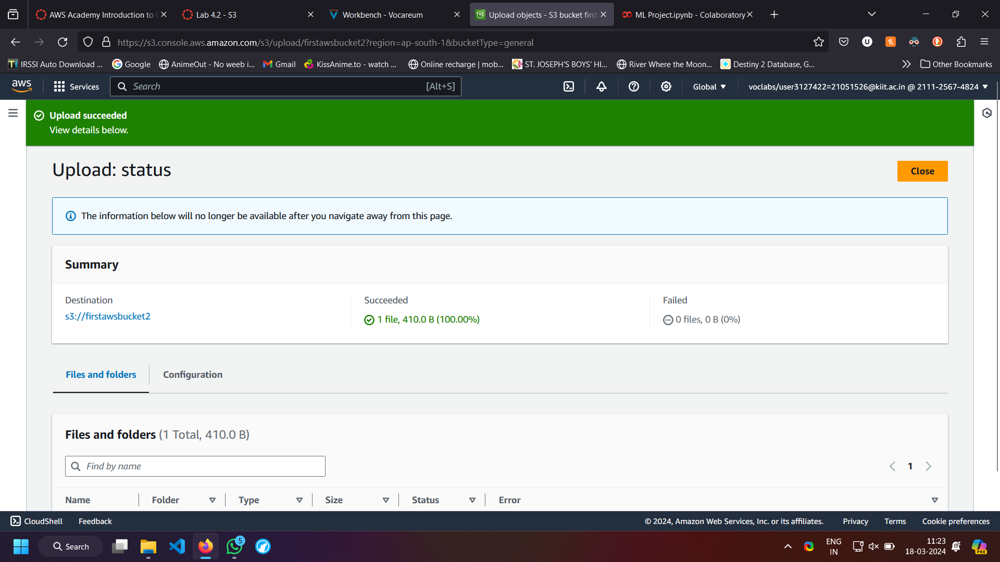 AWS Academy Introduction to
Lab 4.2 - S3
Workbench - Vocareum
Upload objects - S3 bucket first
ML Project.ipynb - Colaboratory
https://s3.console.aws.amazon.com/s3/upload/firstawsbucket2?region=ap-south-1&bucketType=general
IRSSI Auto Download ...
Google
AnimeOut - No weeb i...
Gmail
KissAnime.to - watch ...
Online recharge | mob...
ST. JOSEPH'S BOYS' HI...
River Where the Moon...
Destiny 2 Database, G...
Other Bookmarks
aws
Services
Search
[Alt+S]
Global
voclabs/user3127422=21051526@kiit.ac.in @ 2111-2567-4824
Upload succeeded
View details below.
Upload: status
Close
The information below will no longer be available after you navigate away from this page.
Summary
Destination
Succeeded
Failed
s3://firstawsbucket2
1 file, 410.0 B (100.00%)
0 files, 0 B (0%)
Files and folders
Configuration
Files and folders (1 Total, 410.0 B)
Find by name
1
Name
Folder
Type
Size
Status
Error
CloudShell
Feedback
© 2024, Amazon Web Services, Inc. or its affiliates.
Privacy
Terms
Cookie preferences
Search
5
ENG
IN
11:23
18-03-2024
PRE